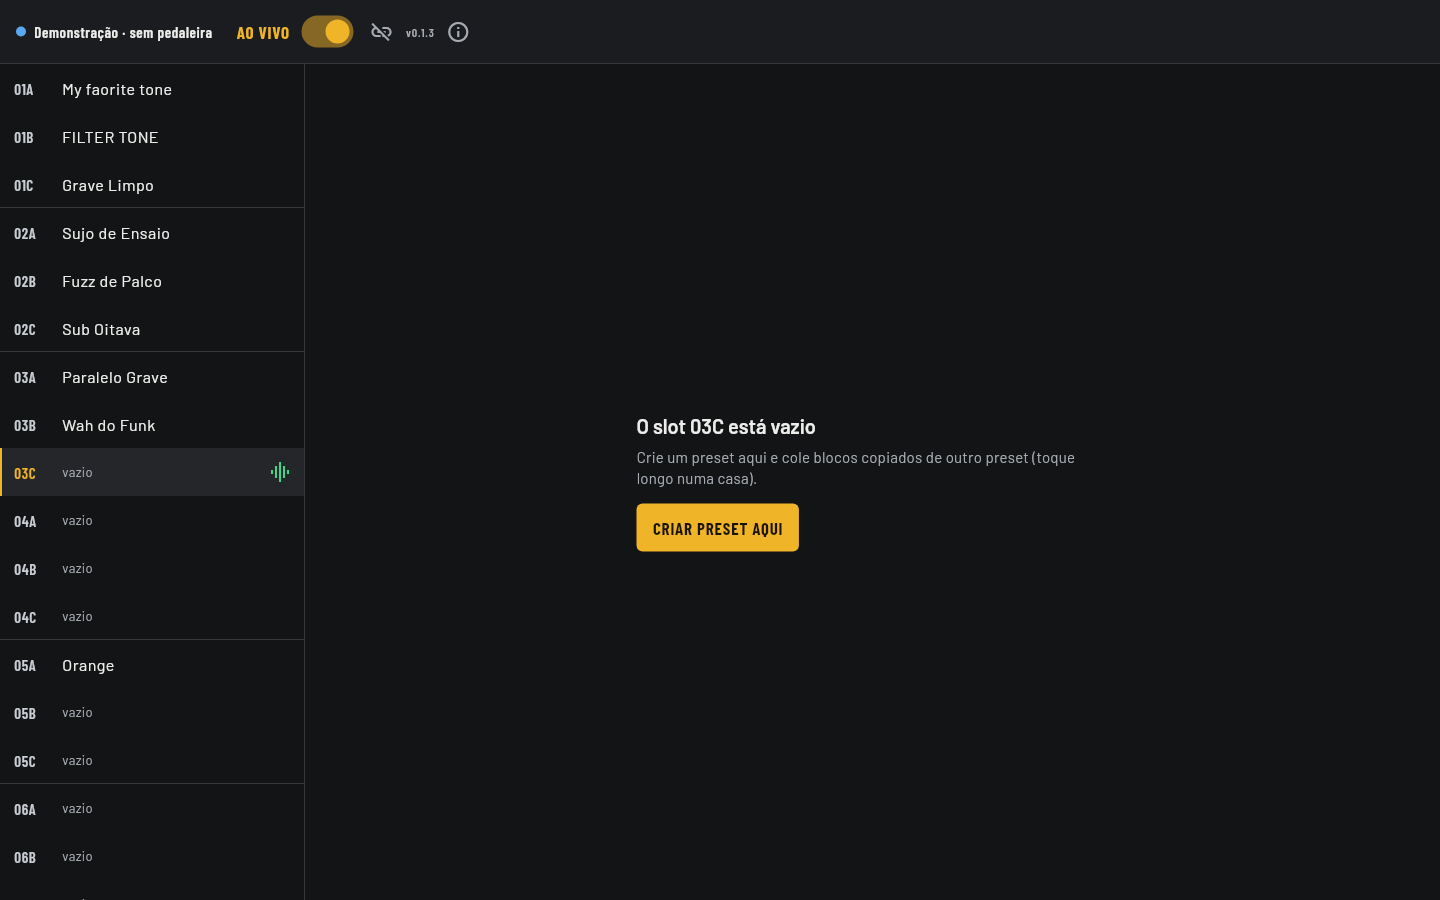 Demonstração · sem pedaleira AO VIVO v0.1.3
01A My faorite tone
01B FILTER TONE
01C Grave Limpo
02A Sujo de Ensaio
02B Fuzz de Palco
02C Sub Oitava
03A Paralelo Grave
03B Wah do Funk
03C vazio
04A vazio
04B vazio
04C vazio
05A Orange
05B vazio
05C vazio
06A vazio
06B vazio
O slot 03C está vazio
Crie um preset aqui e cole blocos copiados de outro preset (toque
longo numa casa).
CRIAR PRESET AQUI